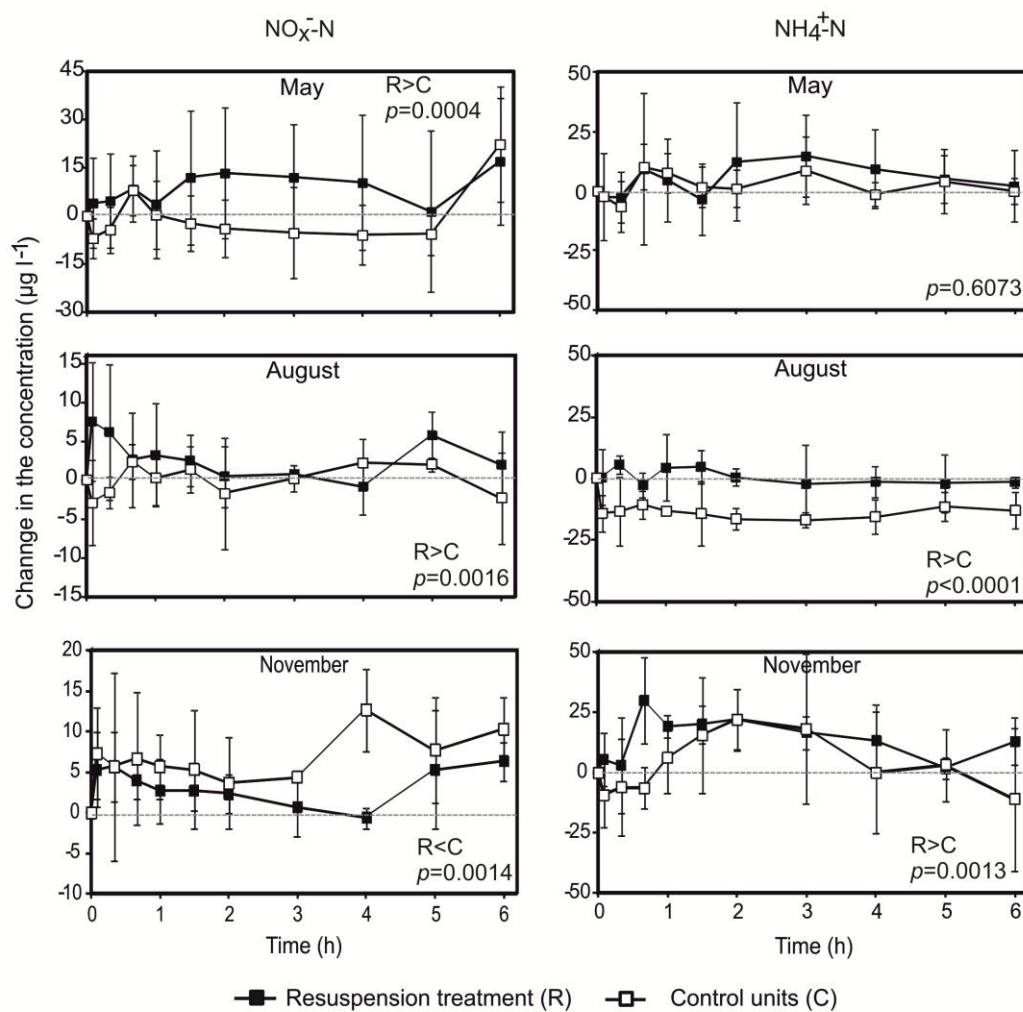 NOx⁻-N
NH4⁺-N
Change in the concentration (µg l⁻¹)
45
30
15
0
-15
-30
May
R>C
p=0.0004
50
25
0
-25
-50
May
p=0.6073
15
10
5
0
-5
-10
-15
August
R>C
p=0.0016
50
25
0
-25
-50
August
R>C
p<0.0001
20
15
10
5
0
-5
-10
November
R<C
p=0.0014
0 1 2 3 4 5 6
Time (h)
50
25
0
-25
-50
November
R>C
p=0.0013
0 1 2 3 4 5 6
Time (h)
Resuspension treatment (R)
Control units (C)